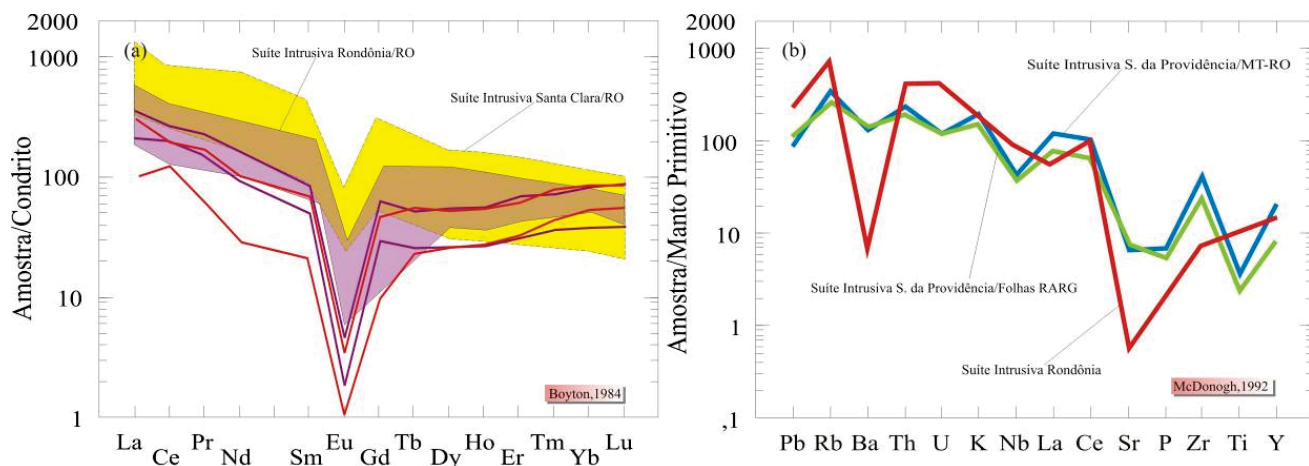 2000
1000
100
10
1
Amostra/Condrito
(a)
Suíte Intrusiva Rondônia/RO
Suíte Intrusiva Santa Clara/RO
Boyton,1984
La Ce Pr Nd Sm Eu Gd Tb Dy Ho Er Tm Yb Lu
2000
1000
100
10
1
,1
Amostra/Manto Primitivo
(b)
Suíte Intrusiva S. da Providência/MT-RO
Suíte Intrusiva S. da Providência/Folhas RARG
Suíte Intrusiva Rondônia
McDonogh,1992
Pb Rb Ba Th U K Nb La Ce Sr P Zr Ti Y